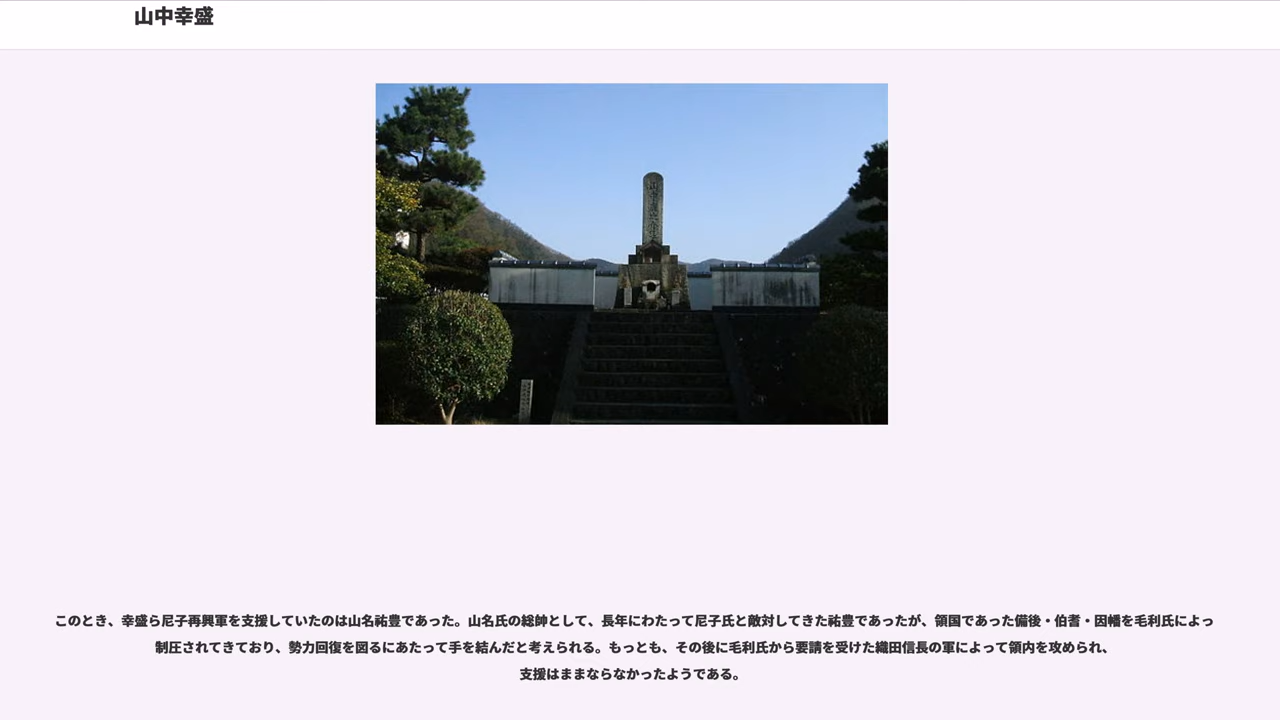 山中幸盛
このとき、幸盛ら尼子再興軍を支援していたのは山名祐豊であった。山名氏の総帥として、長年にわたって尼子氏と敵対してきた祐豊であったが、領国であった備後・伯耆・因幡を毛利氏によっ
制圧されてきており、勢力回復を図るにあたって手を結んだと考えられる。もっとも、その後に毛利氏から要請を受けた織田信長の軍によって領内を攻められ、
支援はままならなかったようである。